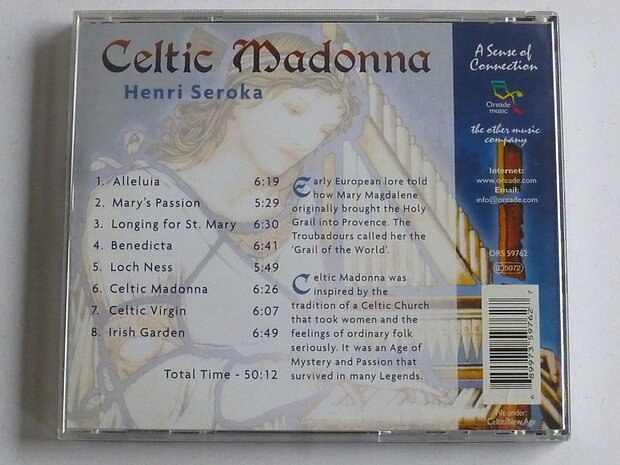 Celtic Madonna
Henri Seroka
1. Alleluia 6:19
2. Mary's Passion 5:29
3. Longing for St. Mary 6:30
4. Benedicta 6:41
5. Loch Ness 5:49
6. Celtic Madonna 6:26
7. Celtic Virgin 6:07
8. Irish Garden 6:49
Total Time - 50:12
Early European lore told
how Mary Magdalene
originally brought the Holy
Grail into Provence. The
Troubadours called her the
'Grail of the World'.
Celtic Madonna was
inspired by the
tradition of a Celtic Church
that took women and the
feelings of ordinary folk
seriously. It was an Age of
Mystery and Passion that
survived in many Legends.
A Sense of
Connection
Oreade
music
the other music
company
Internet:
www.oreade.com
Email:
info@oreade.com
ORS 59762
LC 5072
6 89973 59762 7
File under:
Celtic/New Age